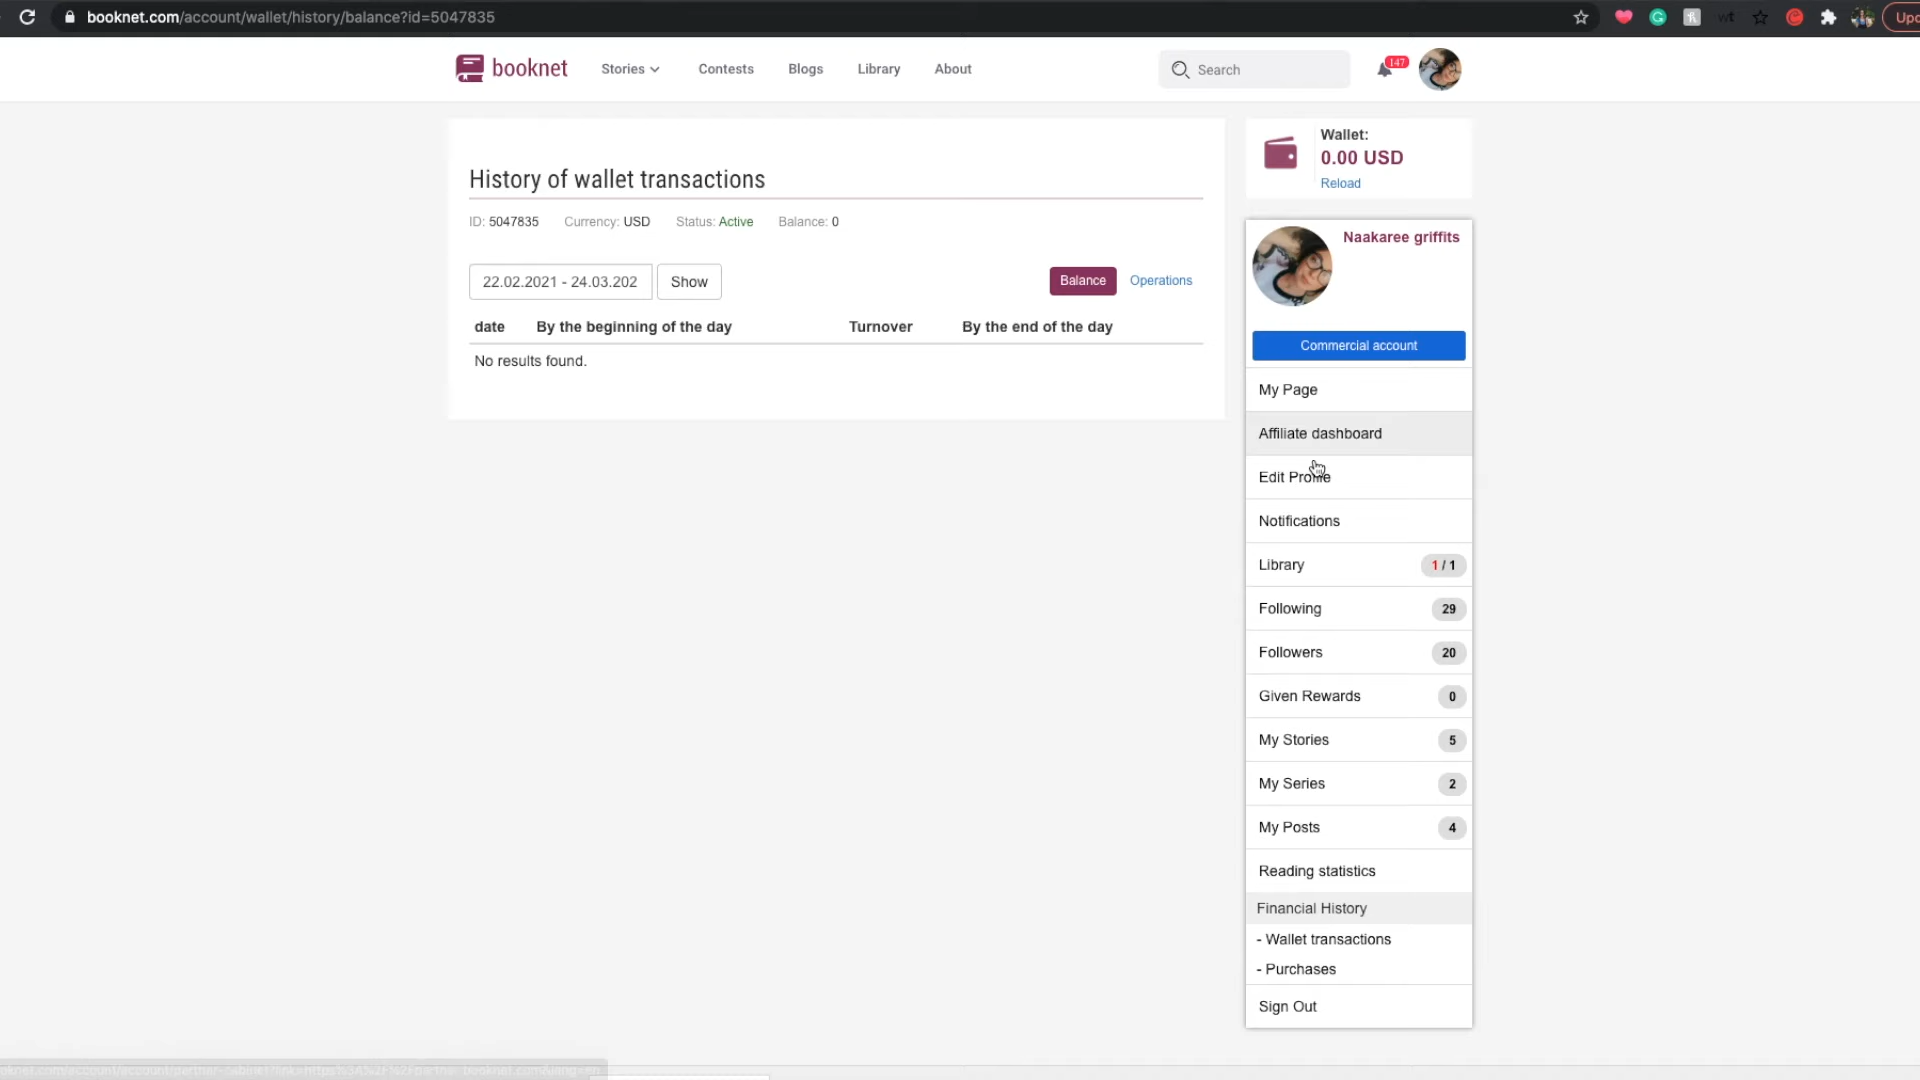 booknet.com/account/wallet/history/balance?id=5047835
wt
Upd
booknet Stories Contests Blogs Library About Search 147
Wallet:
0.00 USD
Reload
History of wallet transactions
ID: 5047835 Currency: USD Status: Active Balance: 0
22.02.2021 - 24.03.202 Show Balance Operations
date By the beginning of the day Turnover By the end of the day
No results found.
Naakaree griffits
Commercial account
My Page
Affiliate dashboard
Edit Profile
Notifications
Library 1 / 1
Following 29
Followers 20
Given Rewards 0
My Stories 5
My Series 2
My Posts 4
Reading statistics
Financial History
- Wallet transactions
- Purchases
Sign Out